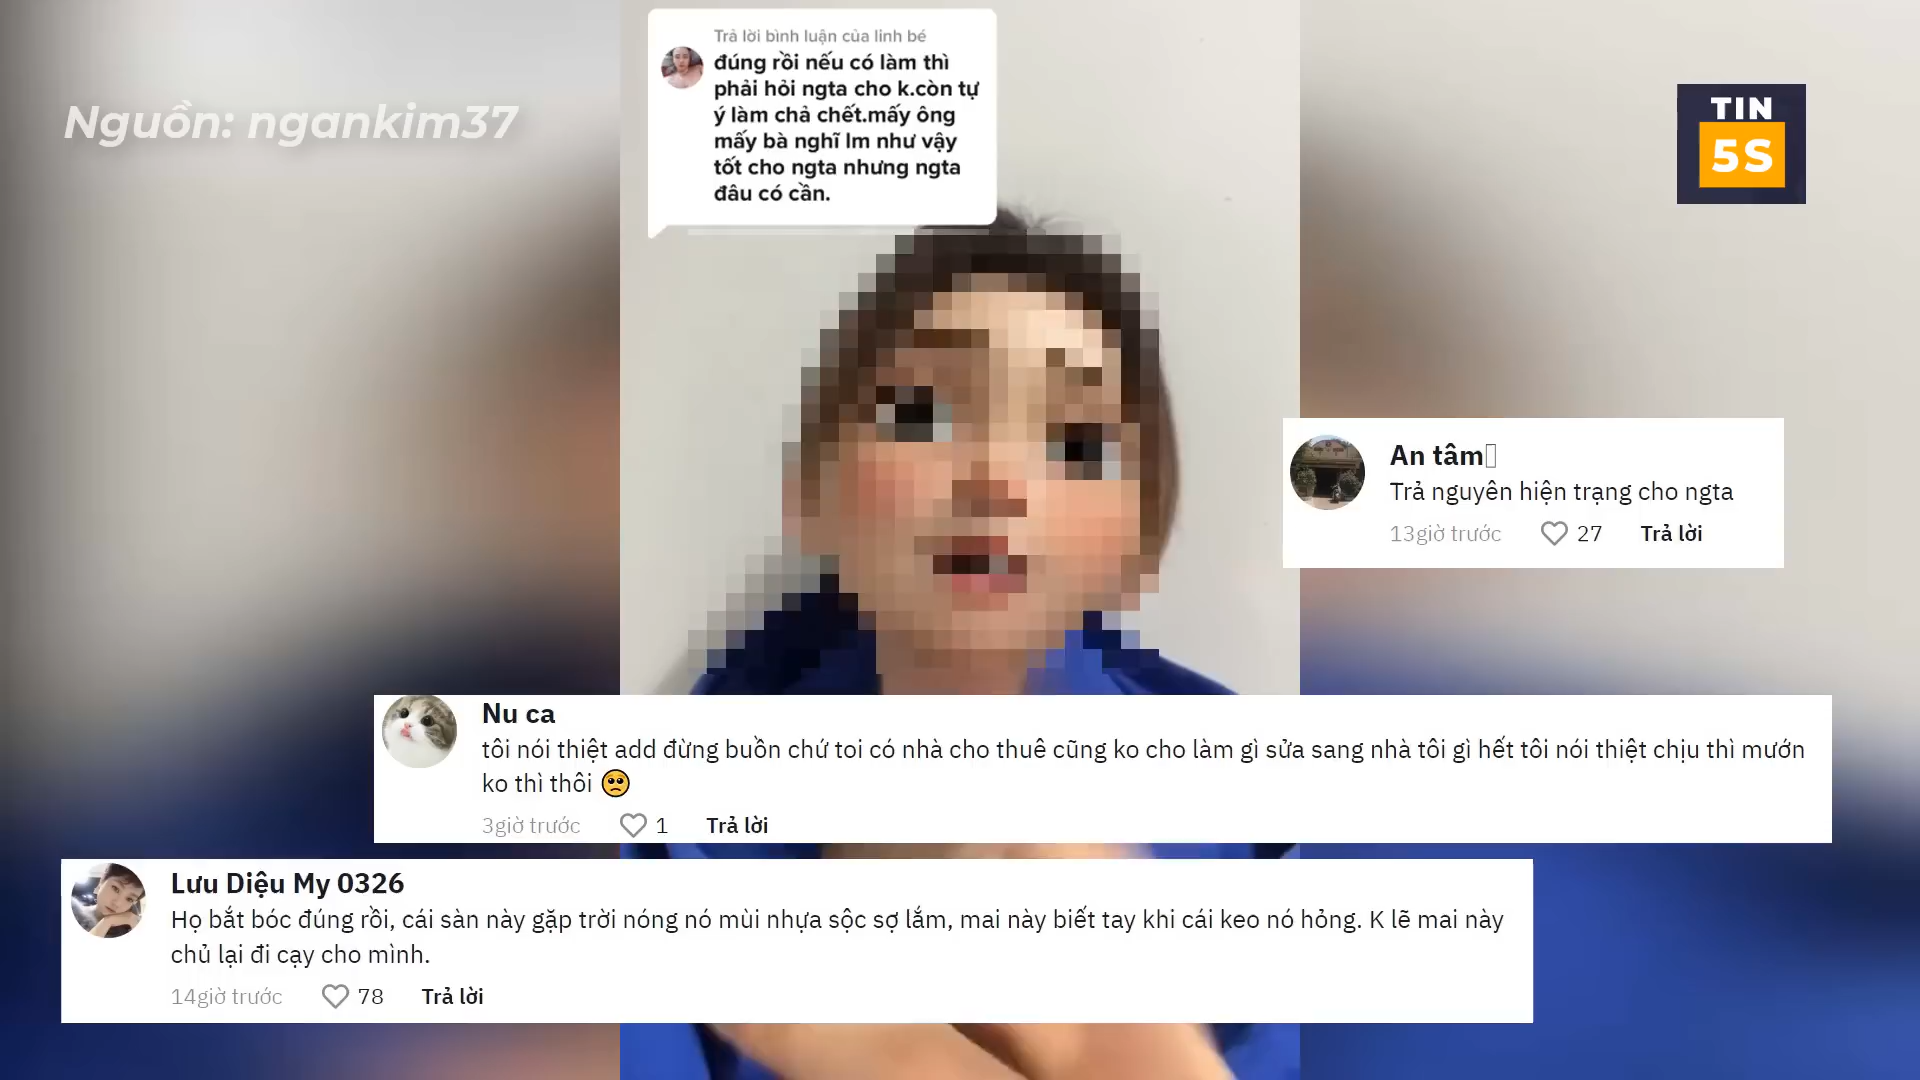 Nguồn: ngankim37
Trả lời bình luận của linh bé
đúng rồi nếu có làm thì
phải hỏi ngta cho k.còn tự
ý làm chả chết.mấy ông
mấy bà nghĩ lm như vậy
tốt cho ngta nhưng ngta
đâu có cần.
TIN
5S
An tâm
Trả nguyên hiện trạng cho ngta
13giờ trước 27 Trả lời
Nu ca
tôi nói thiệt add đừng buồn chứ toi có nhà cho thuê cũng ko cho làm gì sửa sang nhà tôi gì hết tôi nói thiệt chịu thì mướn
ko thì thôi 🥺
3giờ trước 1 Trả lời
Lưu Diệu My 0326
Họ bắt bóc đúng rồi, cái sàn này gặp trời nóng nó mùi nhựa sộc sợ lắm, mai này biết tay khi cái keo nó hỏng. K lẽ mai này
chủ lại đi cạy cho mình.
14giờ trước 78 Trả lời